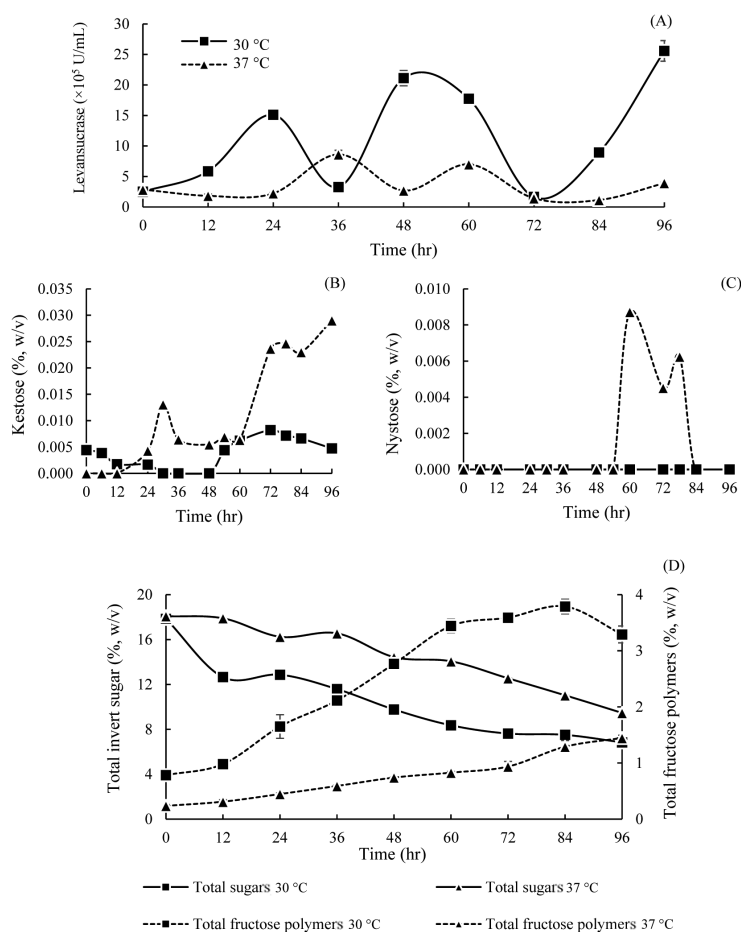 (A)
Levansucrase (×10⁵ U/mL)
30
25
20
15
10
5
0
30 °C
37 °C
0 12 24 36 48 60 72 84 96
Time (hr)
(B)
Kestose (%, w/v)
0.035
0.030
0.025
0.020
0.015
0.010
0.005
0.000
0 12 24 36 48 60 72 84 96
Time (hr)
(C)
Nystose (%, w/v)
0.010
0.008
0.006
0.004
0.002
0.000
0 12 24 36 48 60 72 84 96
Time (hr)
(D)
Total invert sugar (%, w/v)
20
16
12
8
4
0
4
3
2
1
0
Total fructose polymers (%, w/v)
0 12 24 36 48 60 72 84 96
Time (hr)
Total sugars 30 °C
Total sugars 37 °C
Total fructose polymers 30 °C
Total fructose polymers 37 °C